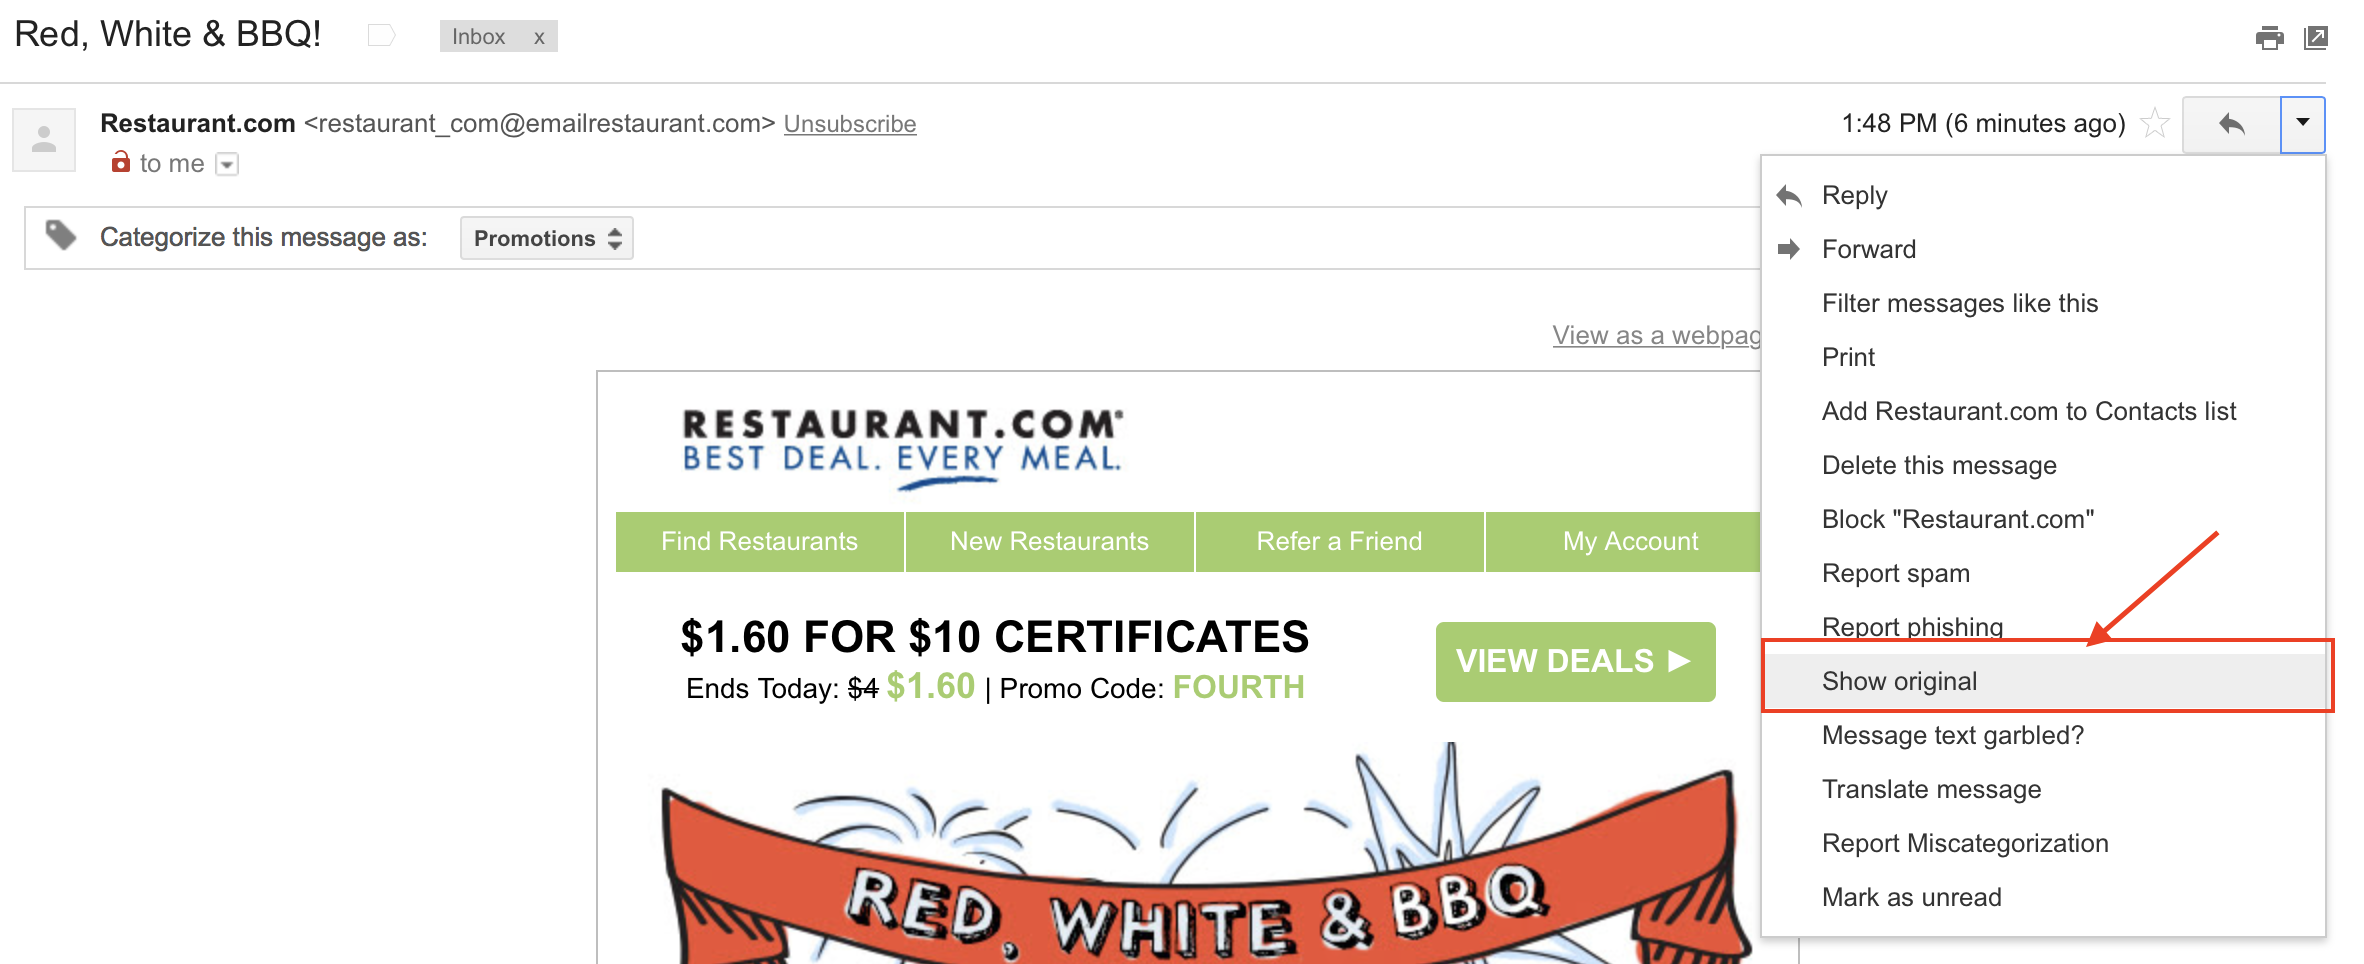 Red, White & BBQ!
Inbox x
Restaurant.com <restaurant_com@emailrestaurant.com> Unsubscribe
1:48 PM (6 minutes ago)
to me
Categorize this message as: Promotions
View as a webpag
RESTAURANT.COM®
BEST DEAL. EVERY MEAL.
Find Restaurants New Restaurants Refer a Friend My Account
$1.60 FOR $10 CERTIFICATES
Ends Today: $4 $1.60 | Promo Code: FOURTH
VIEW DEALS ►
RED, WHITE & BBQ
Reply
Forward
Filter messages like this
Print
Add Restaurant.com to Contacts list
Delete this message
Block "Restaurant.com"
Report spam
Report phishing
Show original
Message text garbled?
Translate message
Report Miscategorization
Mark as unread